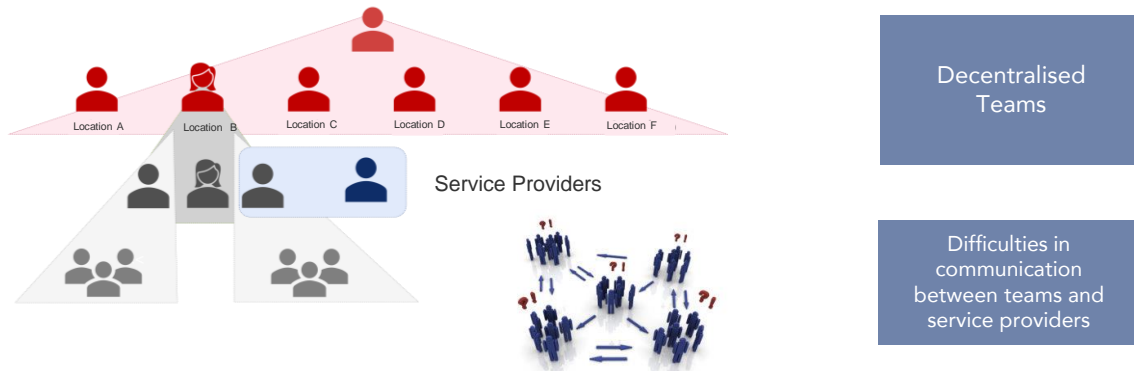 Location A
Location B
Location C
Location D
Location E
Location F
Decentralised
Teams
Service Providers
? !
? !
? !
? !
? !
Difficulties in
communication
between teams and
service providers